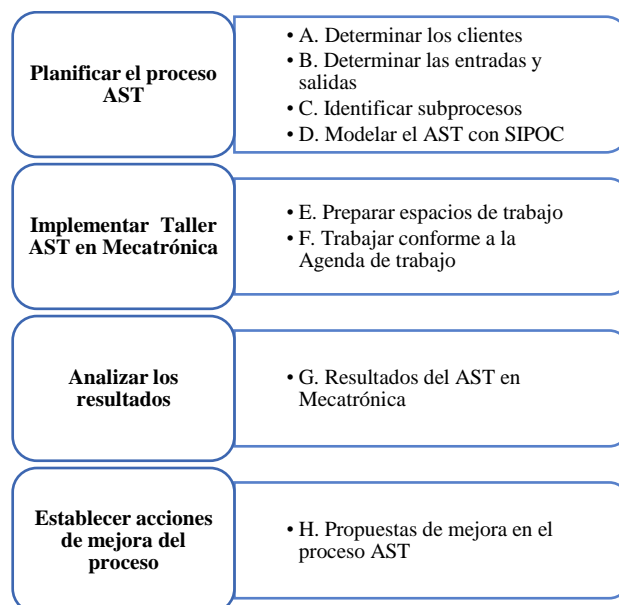 Planificar el proceso
AST
• A. Determinar los clientes
• B. Determinar las entradas y
salidas
• C. Identificar subprocesos
• D. Modelar el AST con SIPOC
Implementar Taller
AST en Mecatrónica
• E. Preparar espacios de trabajo
• F. Trabajar conforme a la
Agenda de trabajo
Analizar los
resultados
• G. Resultados del AST en
Mecatrónica
Establecer acciones
de mejora del
proceso
• H. Propuestas de mejora en el
proceso AST